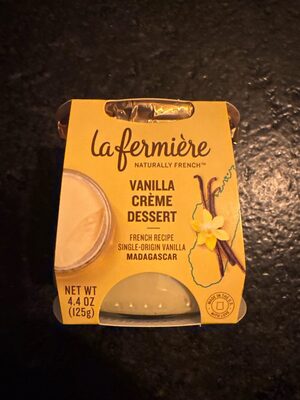 la fermière
NATURALLY FRENCH™
VANILLA
CRÈME
DESSERT
FRENCH RECIPE
SINGLE-ORIGIN VANILLA
MADAGASCAR
NET WT
4.4 OZ
(125g)